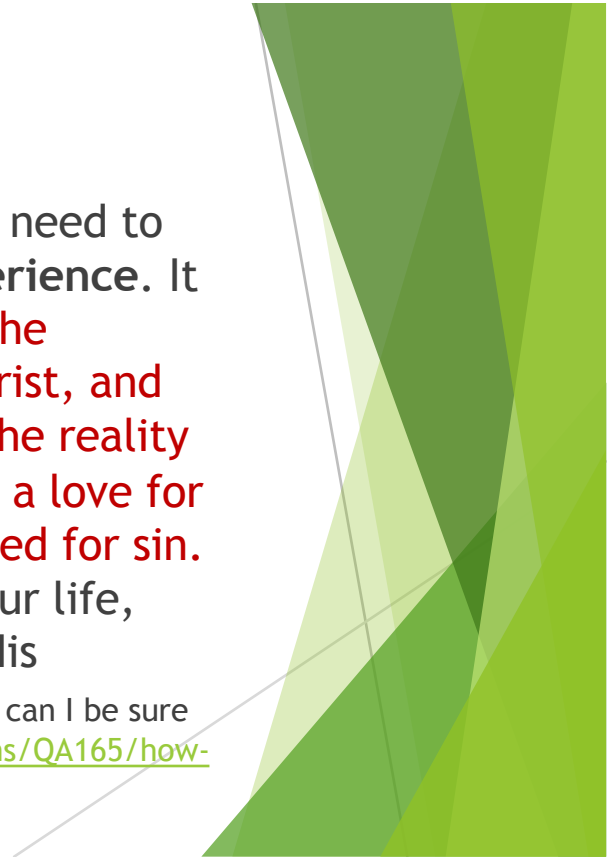 need to
erience. It
he
rist, and
he reality
a love for
ed for sin.
ur life,
His
can I be sure
ns/QA165/how-